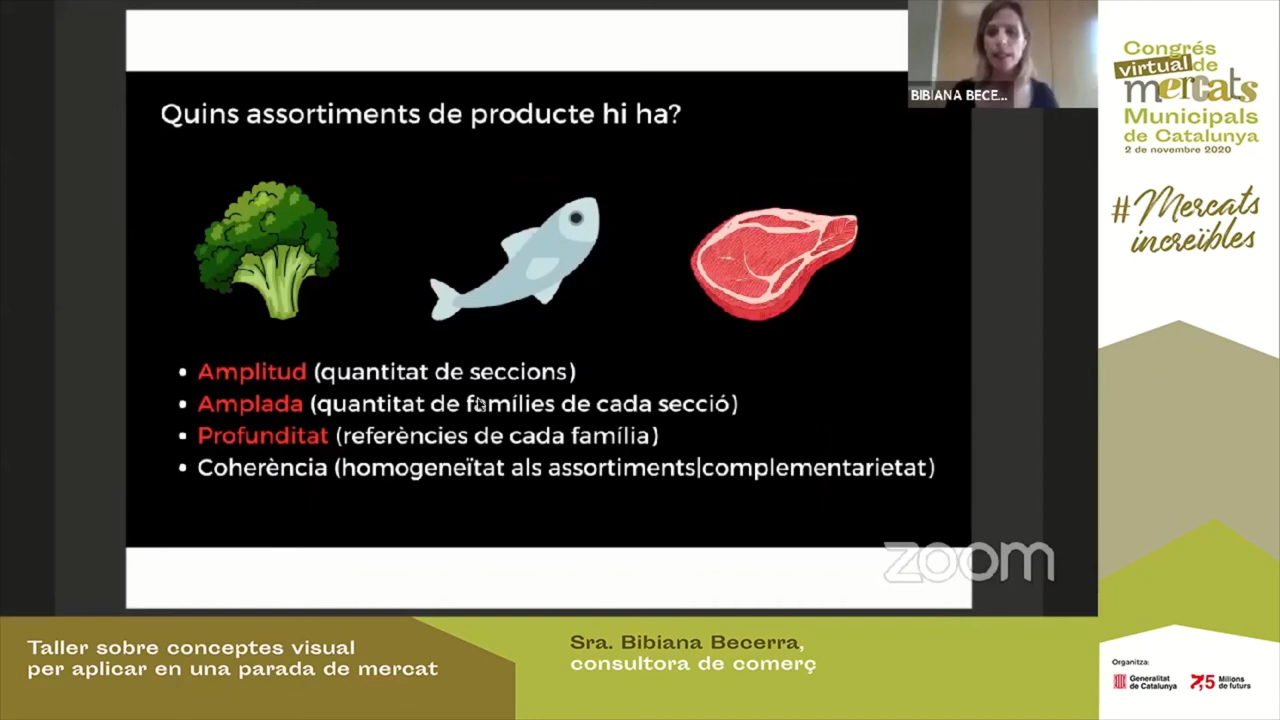 Quins assortiments de producte hi ha?
• Amplitud (quantitat de seccions)
• Amplada (quantitat de famílies de cada secció)
• Profunditat (referències de cada família)
• Coherència (homogeneïtat als assortiments|complementarietat)
BIBIANA BECE...
zoom
Congrés
virtual de
mercats
Municipals
de Catalunya
2 de novembre 2020
#Mercats
increïbles
Taller sobre conceptes visual
per aplicar en una parada de mercat
Sra. Bibiana Becerra,
consultora de comerç
Organitza:
Generalitat
de Catalunya
7,5 Milions
de futurs